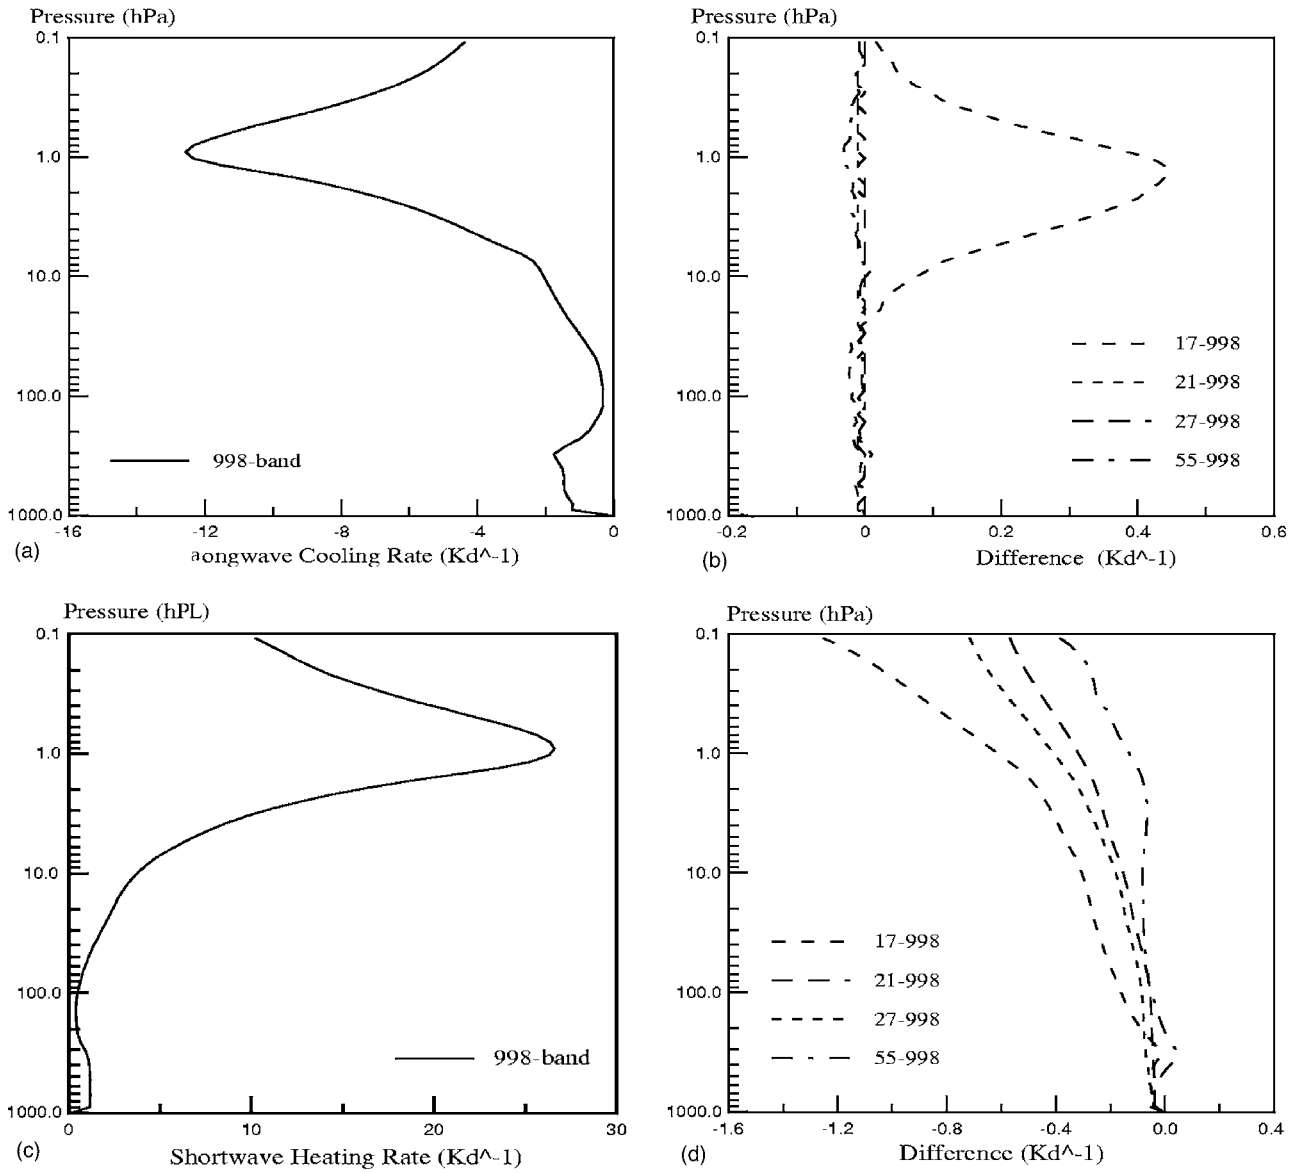 Pressure (hPa)
0.1
1.0
10.0
100.0
1000.0
998-band
-16 -12 -8 -4 0
(a)
aongwave Cooling Rate (Kd^-1)
Pressure (hPa)
0.1
1.0
10.0
100.0
1000.0
17-998
21-998
27-998
55-998
-0.2 0 0.2 0.4 0.6
(b)
Difference (Kd^-1)
Pressure (hPL)
0.1
1.0
10.0
100.0
1000.0
998-band
0 10 20 30
(c)
Shortwave Heating Rate (Kd^-1)
Pressure (hPa)
0.1
1.0
10.0
100.0
1000.0
17-998
21-998
27-998
55-998
-1.6 -1.2 -0.8 -0.4 0.0 0.4
(d)
Difference (Kd^-1)